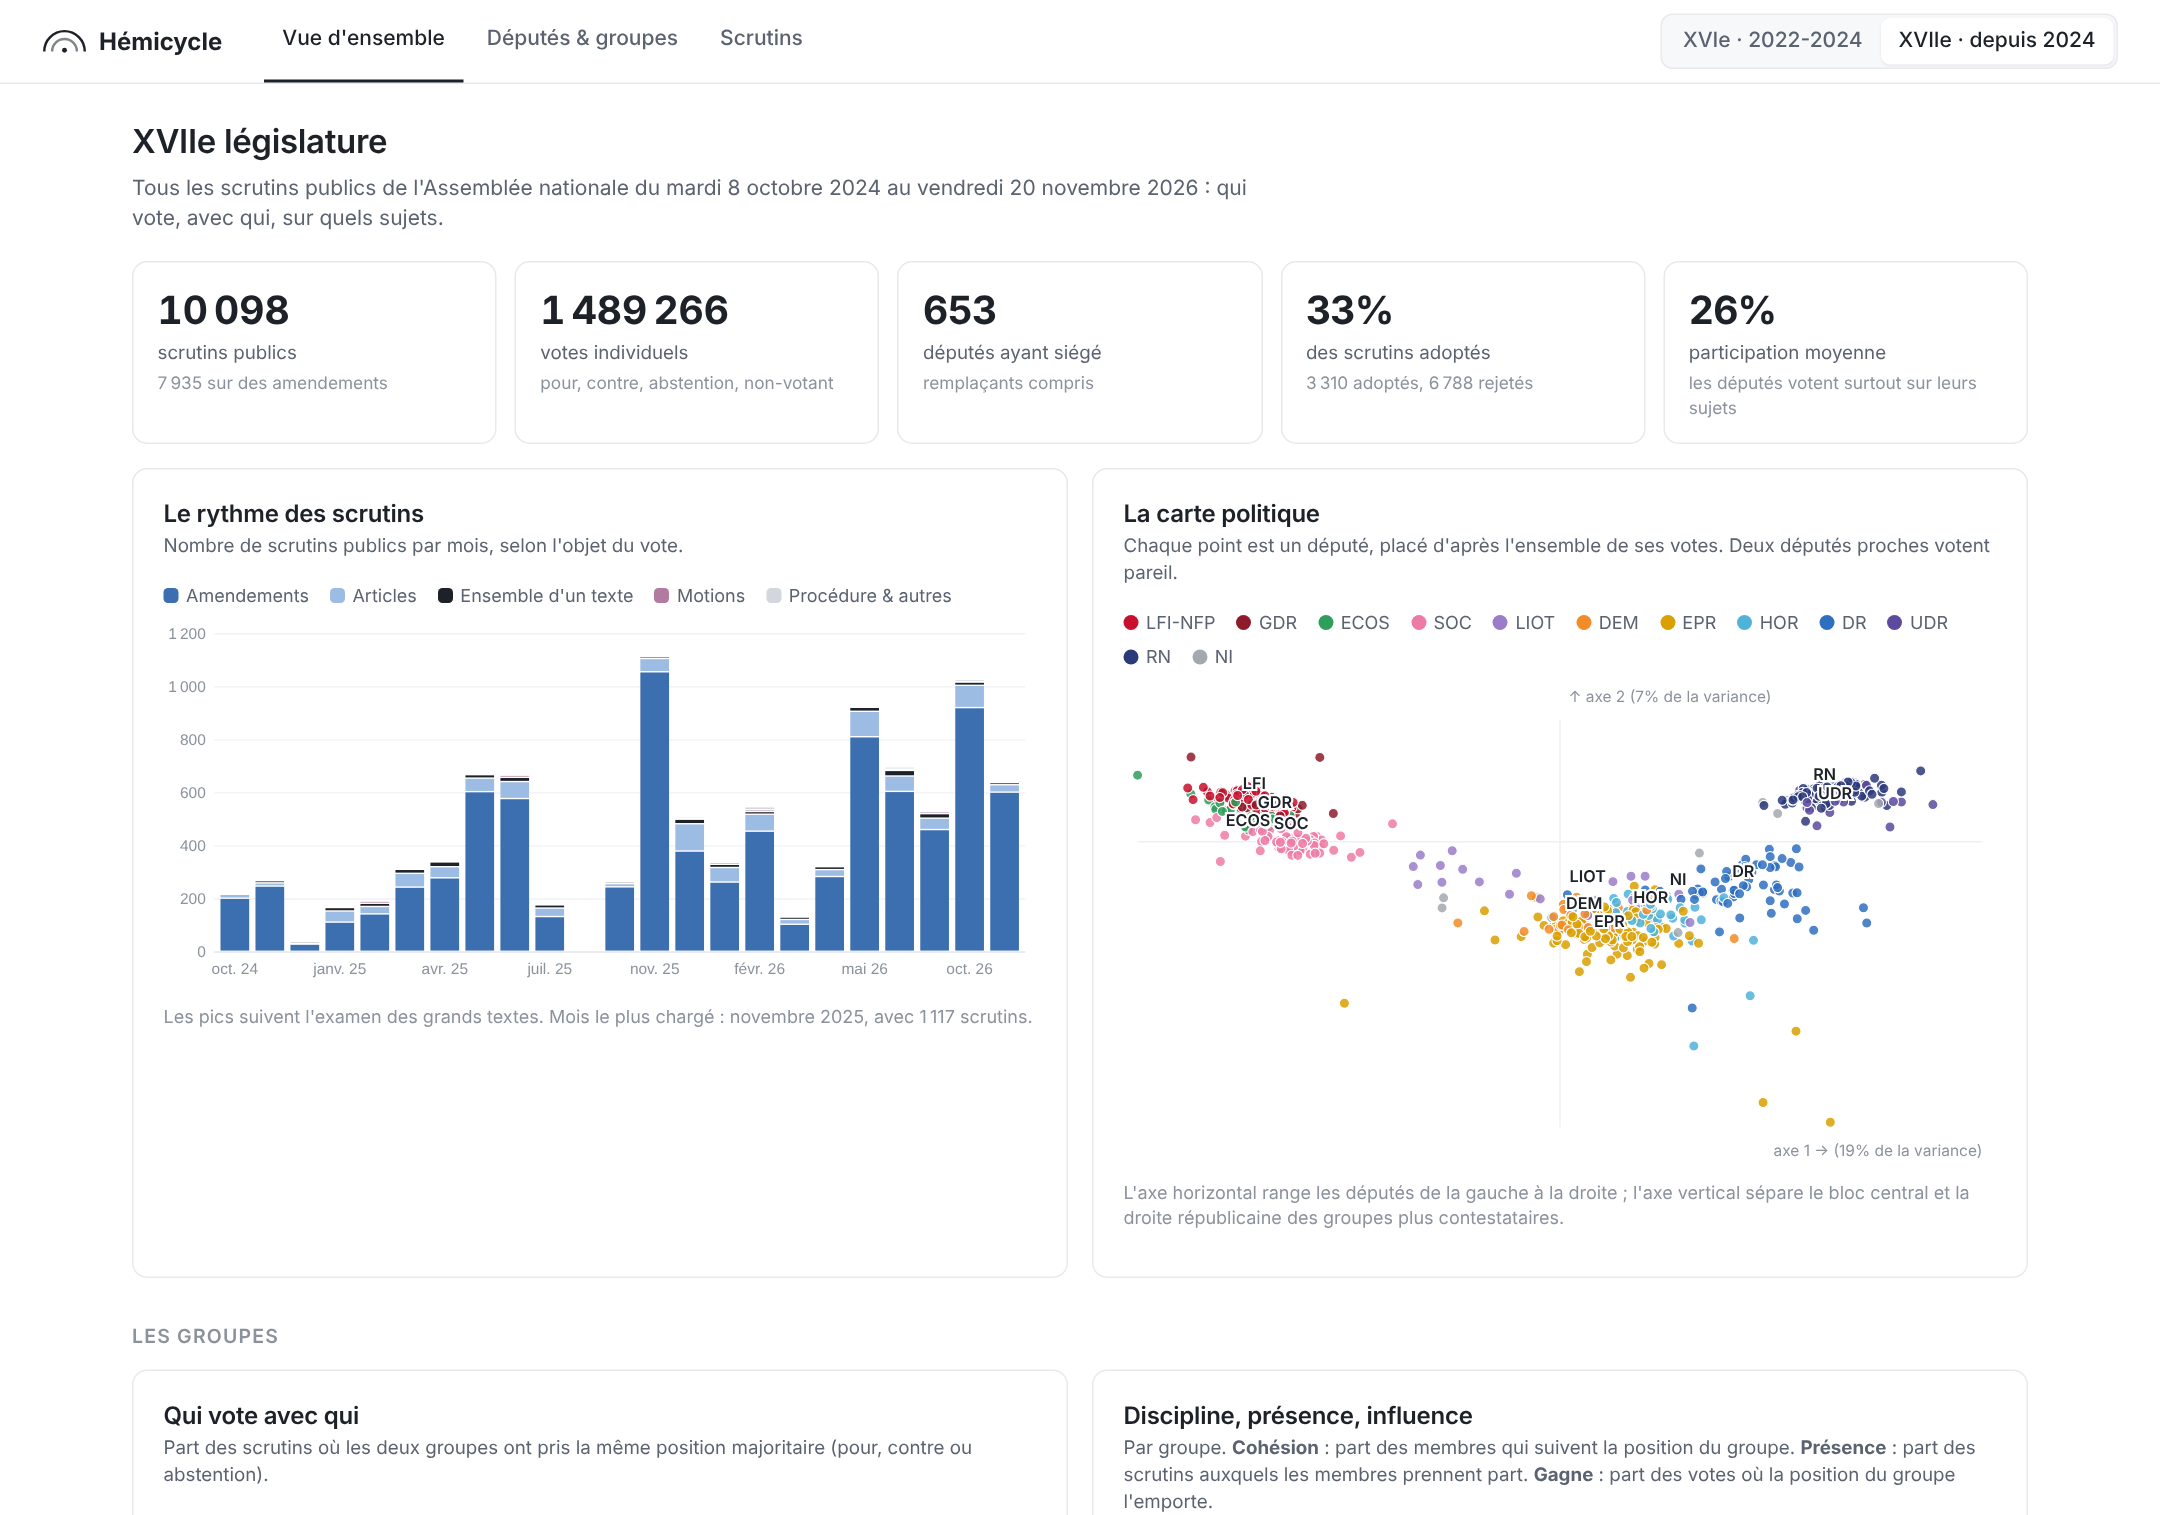 Hémicycle
Vue d'ensemble
Députés & groupes
Scrutins
XVIe · 2022-2024
XVIIe · depuis 2024
XVIIe législature
Tous les scrutins publics de l'Assemblée nationale du mardi 8 octobre 2024 au vendredi 20 novembre 2026 : qui
vote, avec qui, sur quels sujets.
10 098
scrutins publics
7 935 sur des amendements
1 489 266
votes individuels
pour, contre, abstention, non-votant
653
députés ayant siégé
remplaçants compris
33%
des scrutins adoptés
3 310 adoptés, 6 788 rejetés
26%
participation moyenne
les députés votent surtout sur leurs
sujets
Le rythme des scrutins
Nombre de scrutins publics par mois, selon l'objet du vote.
Amendements
Articles
Ensemble d'un texte
Motions
Procédure & autres
1 200
1 000
800
600
400
200
0
oct. 24
janv. 25
avr. 25
juil. 25
nov. 25
févr. 26
mai 26
oct. 26
Les pics suivent l'examen des grands textes. Mois le plus chargé : novembre 2025, avec 1 117 scrutins.
La carte politique
Chaque point est un député, placé d'après l'ensemble de ses votes. Deux députés proches votent
pareil.
LFI-NFP
GDR
ECOS
SOC
LIOT
DEM
EPR
HOR
DR
UDR
RN
NI
↑ axe 2 (7% de la variance)
LFI
GDR
ECOS
SOC
RN
UDR
LIOT
NI
DR
DEM
HOR
EPR
axe 1 → (19% de la variance)
L'axe horizontal range les députés de la gauche à la droite ; l'axe vertical sépare le bloc central et la
droite républicaine des groupes plus contestataires.
LES GROUPES
Qui vote avec qui
Part des scrutins où les deux groupes ont pris la même position majoritaire (pour, contre ou
abstention).
Discipline, présence, influence
Par groupe. Cohésion : part des membres qui suivent la position du groupe. Présence : part des
scrutins auxquels les membres prennent part. Gagne : part des votes où la position du groupe
l'emporte.